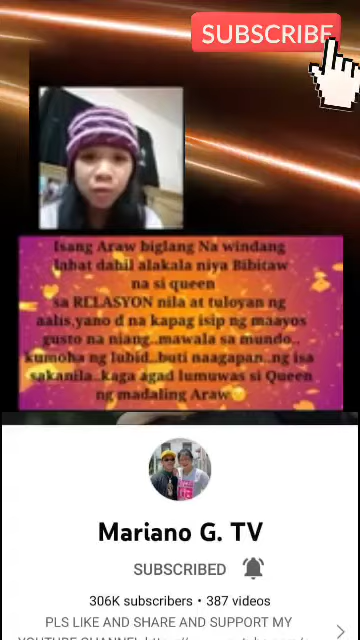 SUBSCRIBE
Isang Araw biglang Na windang
lahat dahil alakala niya Bibitaw
na si queen
sa RELASYON nila at tuloyan ng
aalis,yano d na kapag isip ng maayos
gusto na niang..mawala sa mundo..
kumoha ng lubid..buti naagapan..ng isa
sakanila..kaga agad lumuwas si Queen
ng madaling Araw
Mariano G. TV
SUBSCRIBED
306K subscribers • 387 videos
PLS LIKE AND SHARE AND SUPPORT MY
YOUTUBE CHANNEL